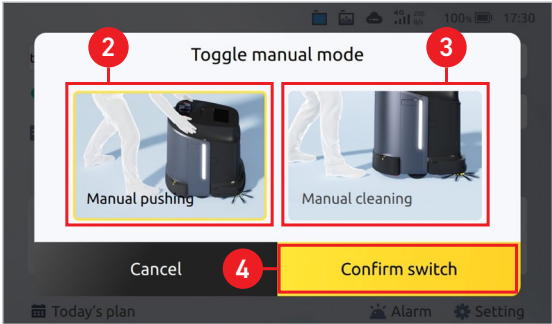 4G
100% 17:30
2
3
Toggle manual mode
Manual pushing
Manual cleaning
4
Cancel
Confirm switch
Today's plan
Alarm
Setting